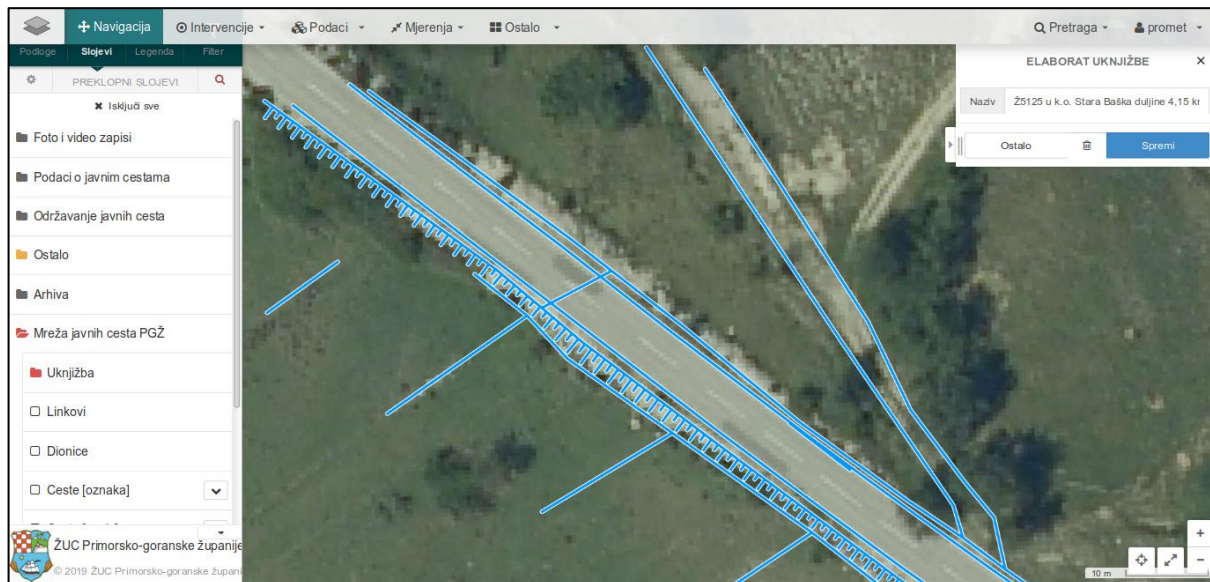 Navigacija
Intervencije
Podaci
Mjerenja
Ostalo
Pretraga
promet
Podloge
Slojevi
Legenda
Filter
PREKLOPNI SLOJEVI
Isključi sve
Foto i video zapisi
Podaci o javnim cestama
Održavanje javnih cesta
Ostalo
Arhiva
Mreža javnih cesta PGŽ
Uknjižba
Linkovi
Dionice
Ceste [oznaka]
ŽUC Primorsko-goranske županije
© 2019 ŽUC Primorsko-goranske župani
ELABORAT UKNJIŽBE
Naziv
Ž5125 u k.o. Stara Baška duljine 4,15 kr
Ostalo
Spremi
10 m